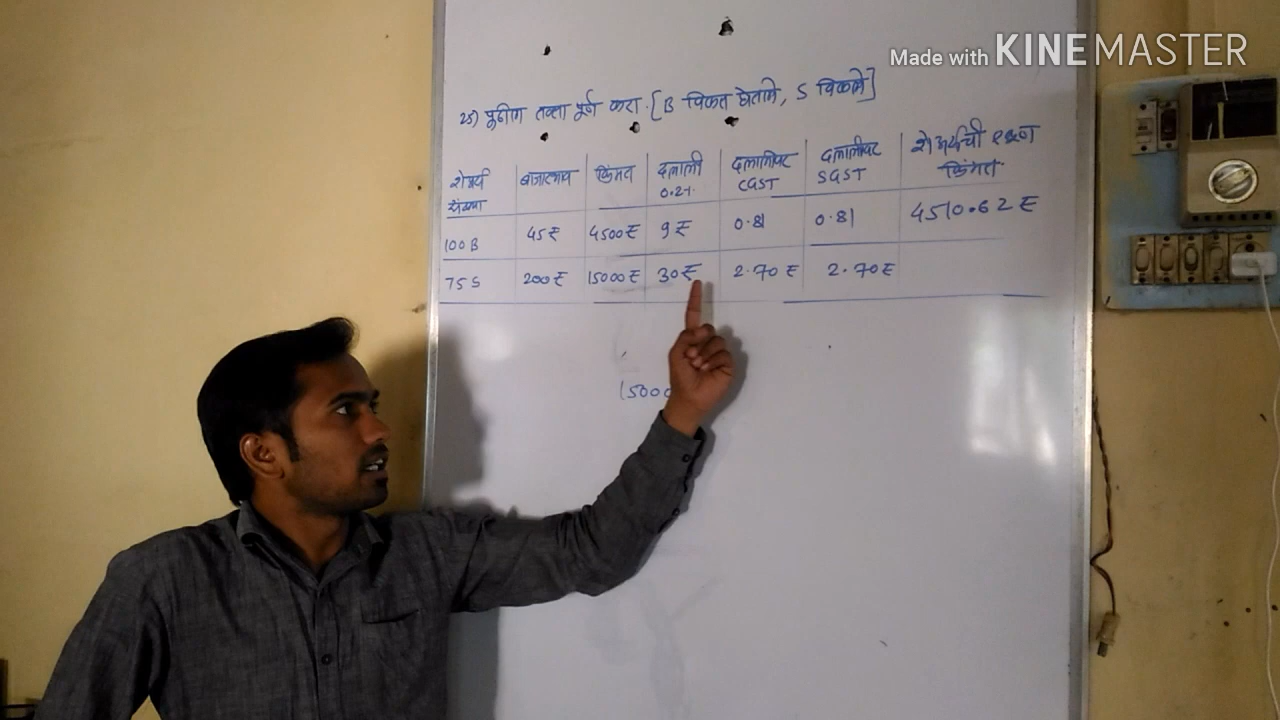 Made with KINEMASTER
25) पुढील तक्ता पूर्ण करा. [B विकत घेतले, S विकले]
शेअर्स संख्या | बाजारभाव | किंमत | दलाली 0.2% | दलालीवर CGST | दलालीवर SGST | शेअर्सची एकूण किंमत
100 B | 45 ₹ | 4500 ₹ | 9 ₹ | 0.81 | 0.81 | 4510.62 ₹
75 S | 200 ₹ | 15000 ₹ | 30 ₹ | 2.70 ₹ | 2.70 ₹
15000